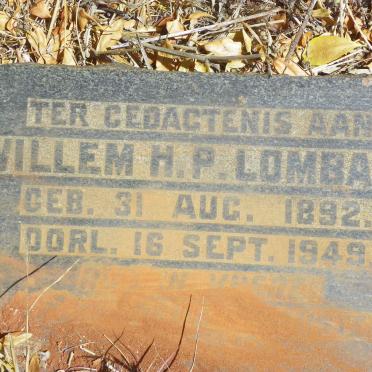 TER GEDACTENIS AAN
WILLEM H.P. LOMBA
GEB. 31 AUG. 1892.
OORL. 16 SEPT. 1949.